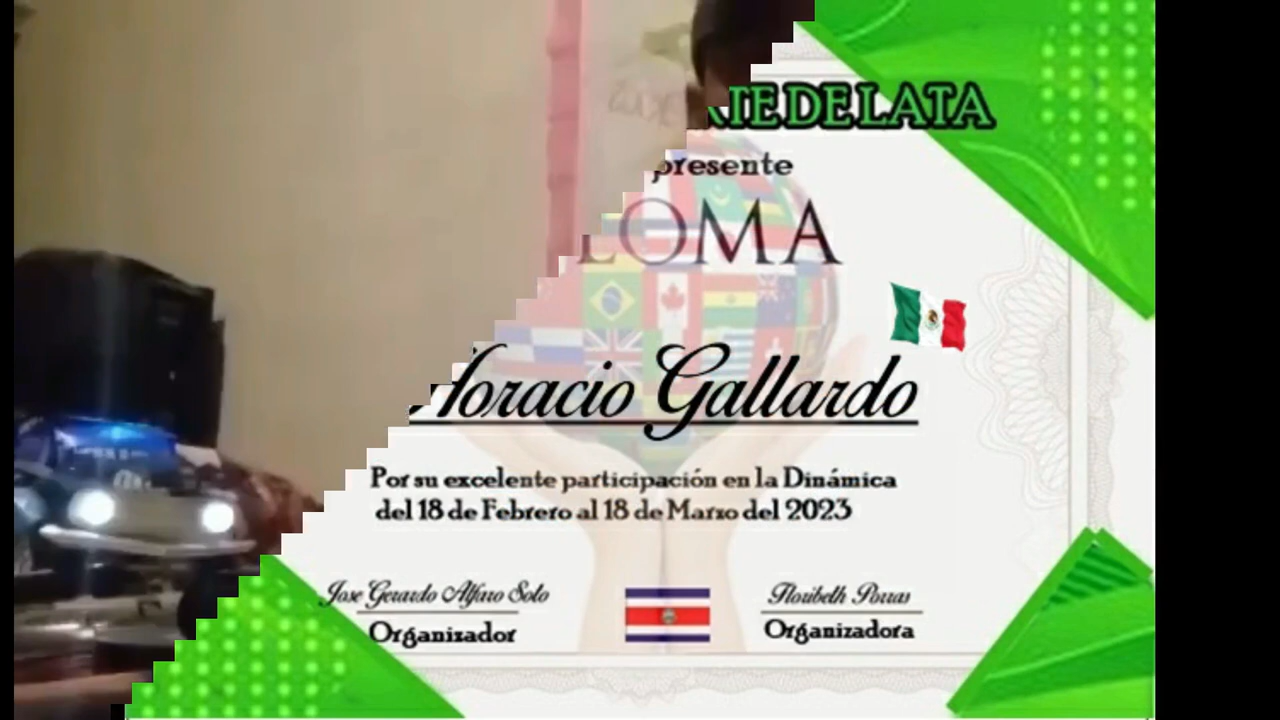 TE DE LATA
presente
LOMA
Horacio Gallardo
Por su excelente participación en la Dinámica
del 18 de Febrero al 18 de Marzo del 2023
Jose Gerardo Alfaro Soto
Floribeth Porras
Organizador
Organizadora